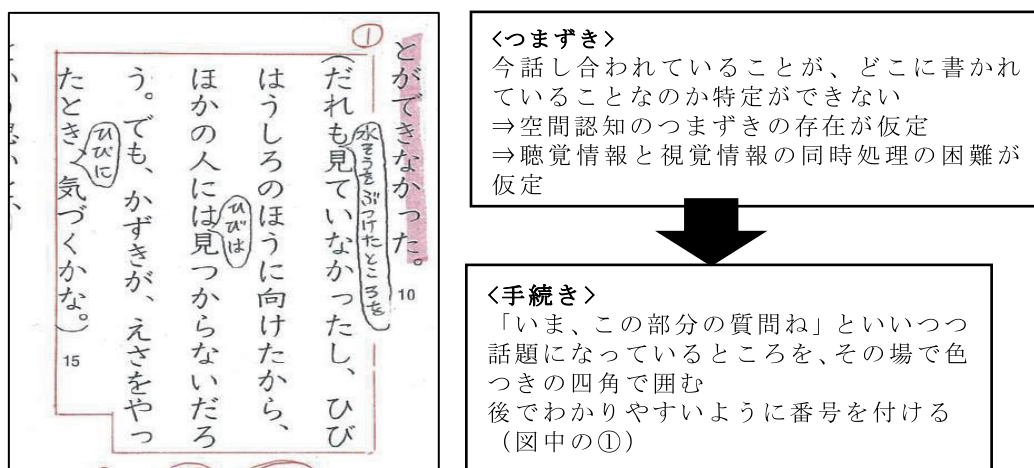 ①
とができなかった。
水そうをぶつけたところを
10
(だれも見ていなかったし、ひび
はうしろのほうに向けたから、
ひびは
ほかの人には見つからないだろ
う。でも、かずきが、えさをやっ
ひびに
たとき気づくかな。)
15
<つまずき>
今話し合われていることが、どこに書かれ
ていることなのか特定ができない
⇒空間認知のつまずきの存在が仮定
⇒聴覚情報と視覚情報の同時処理の困難が
仮定
<手続き>
「いま、この部分の質問ね」といいつつ
話題になっているところを、その場で色
つきの四角で囲む
後でわかりやすいように番号を付ける
（図中の①）